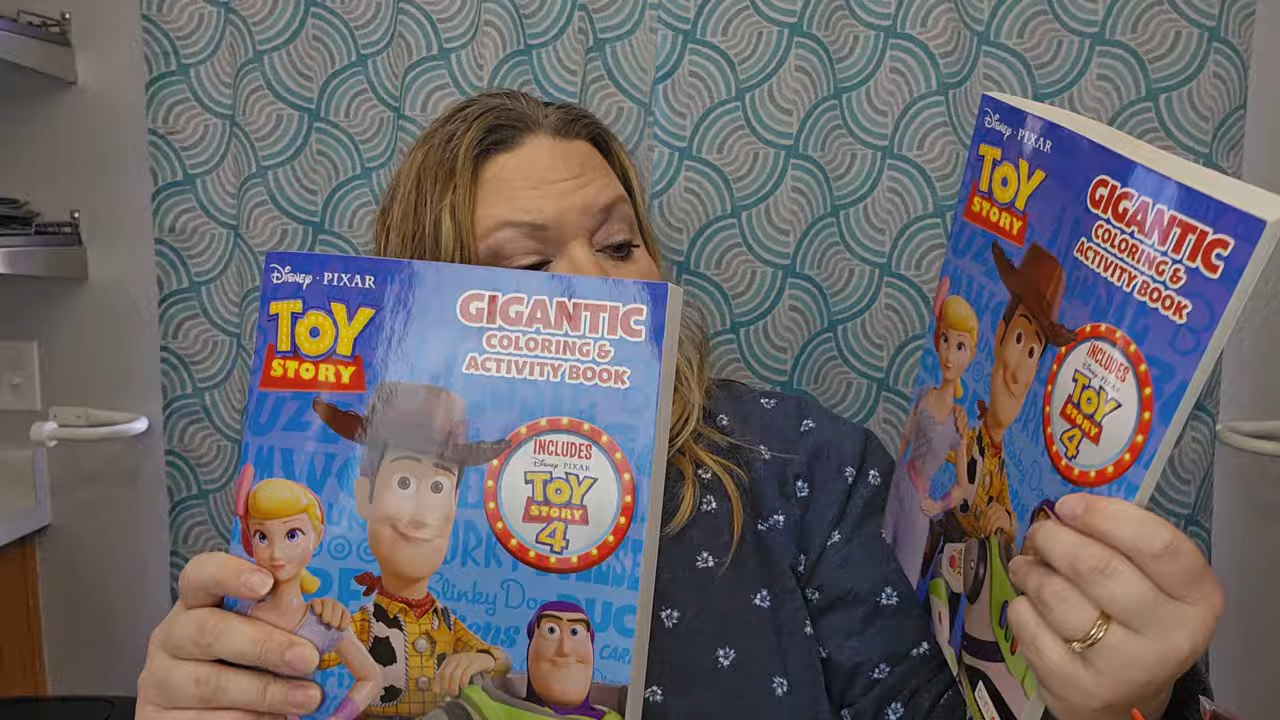 Disney · PIXAR
TOY
STORY
GIGANTIC
COLORING &
ACTIVITY BOOK
INCLUDES
Disney · PIXAR
TOY
STORY
4
Slinky Dog
Disney · PIXAR
TOY
STORY
GIGANTIC
COLORING &
ACTIVITY BOOK
INCLUDES
Disney · PIXAR
TOY
STORY
4